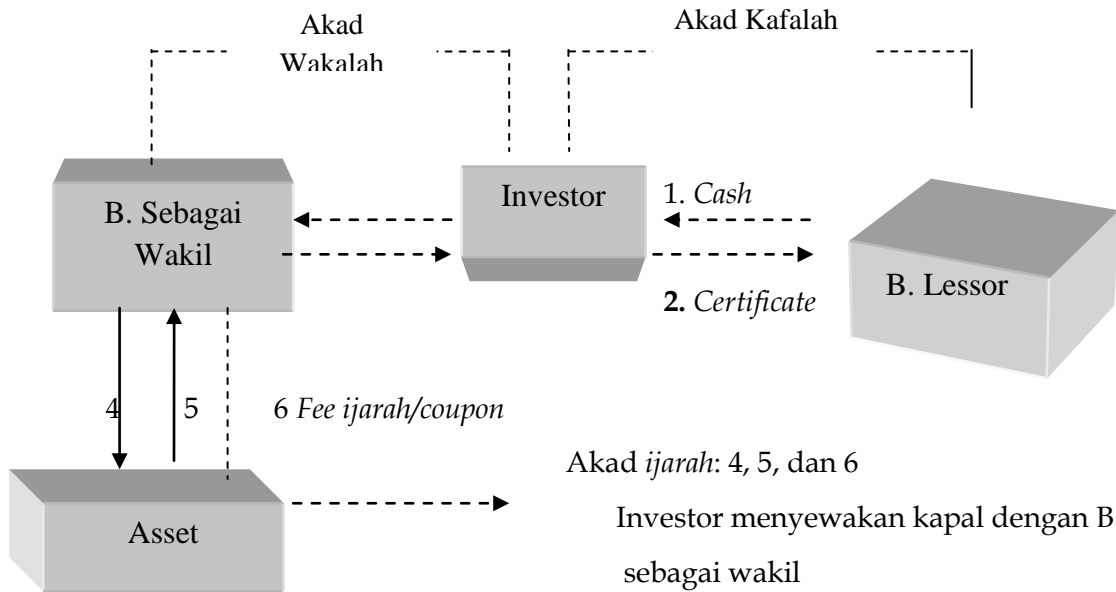 Akad
Wakalah
Akad Kafalah
B. Sebagai
Wakil
Investor
1. Cash
2. Certificate
B. Lessor
4
5
6 Fee ijarah/coupon
Asset
Akad ijarah: 4, 5, dan 6
Investor menyewakan kapal dengan B
sebagai wakil